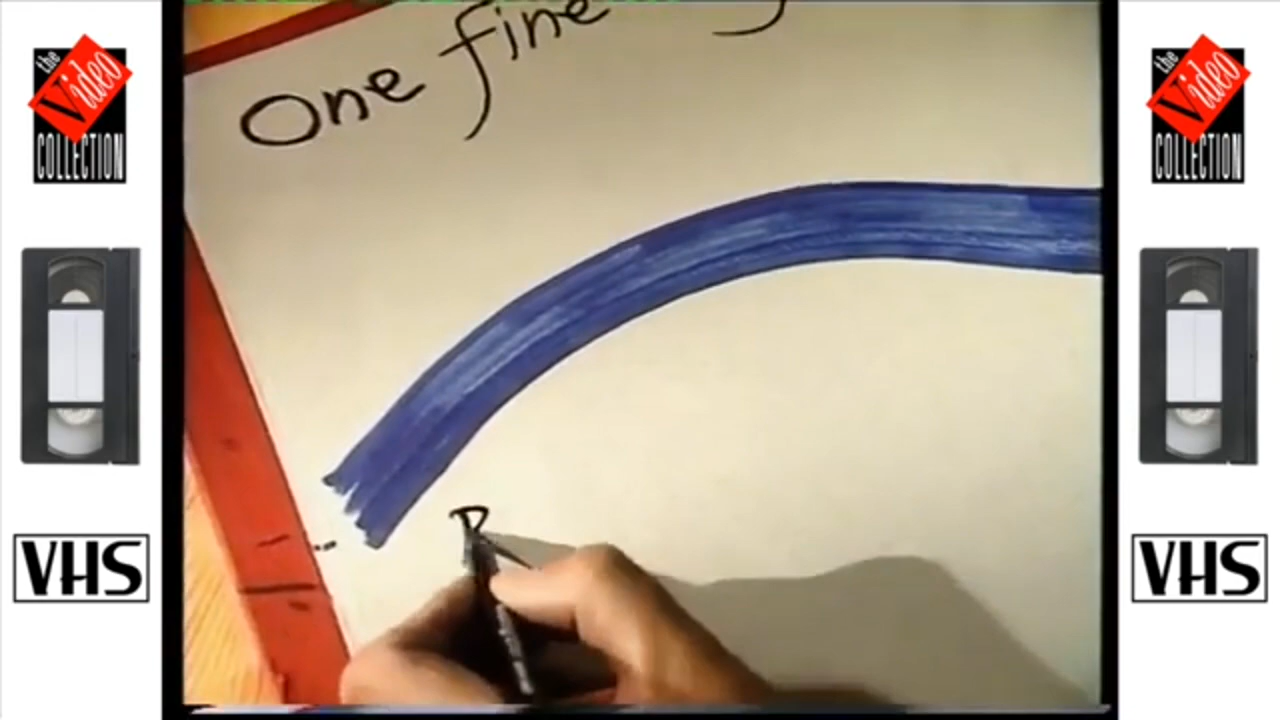 One fine
the
Video
COLLECTION
VHS
the
Video
COLLECTION
VHS